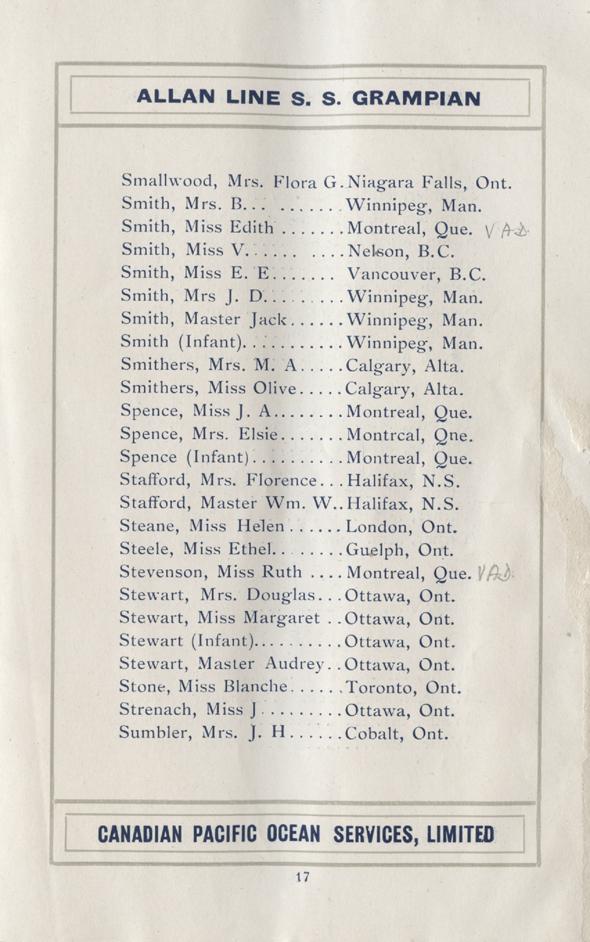 ALLAN LINE S. S. GRAMPIAN
Smallwood, Mrs. Flora G. Niagara Falls, Ont.
Smith, Mrs. B... ....... Winnipeg, Man.
Smith, Miss Edith ....... Montreal, Que. VAD.
Smith, Miss V...... .... Nelson, B.C.
Smith, Miss E. E....... Vancouver, B.C.
Smith, Mrs J. D........ Winnipeg, Man.
Smith, Master Jack...... Winnipeg, Man.
Smith (Infant).......... Winnipeg, Man.
Smithers, Mrs. M. A..... Calgary, Alta.
Smithers, Miss Olive..... Calgary, Alta.
Spence, Miss J. A........ Montreal, Que.
Spence, Mrs. Elsie....... Montrcal, Qne.
Spence (Infant).......... Montreal, Que.
Stafford, Mrs. Florence... Halifax, N.S.
Stafford, Master Wm. W.. Halifax, N.S.
Steane, Miss Helen ...... London, Ont.
Steele, Miss Ethel........ Guelph, Ont.
Stevenson, Miss Ruth .... Montreal, Que. VAD.
Stewart, Mrs. Douglas... Ottawa, Ont.
Stewart, Miss Margaret .. Ottawa, Ont.
Stewart (Infant).......... Ottawa, Ont.
Stewart, Master Audrey.. Ottawa, Ont.
Stone, Miss Blanche...... Toronto, Ont.
Strenach, Miss J ......... Ottawa, Ont.
Sumbler, Mrs. J. H...... Cobalt, Ont.
CANADIAN PACIFIC OCEAN SERVICES, LIMITED
17